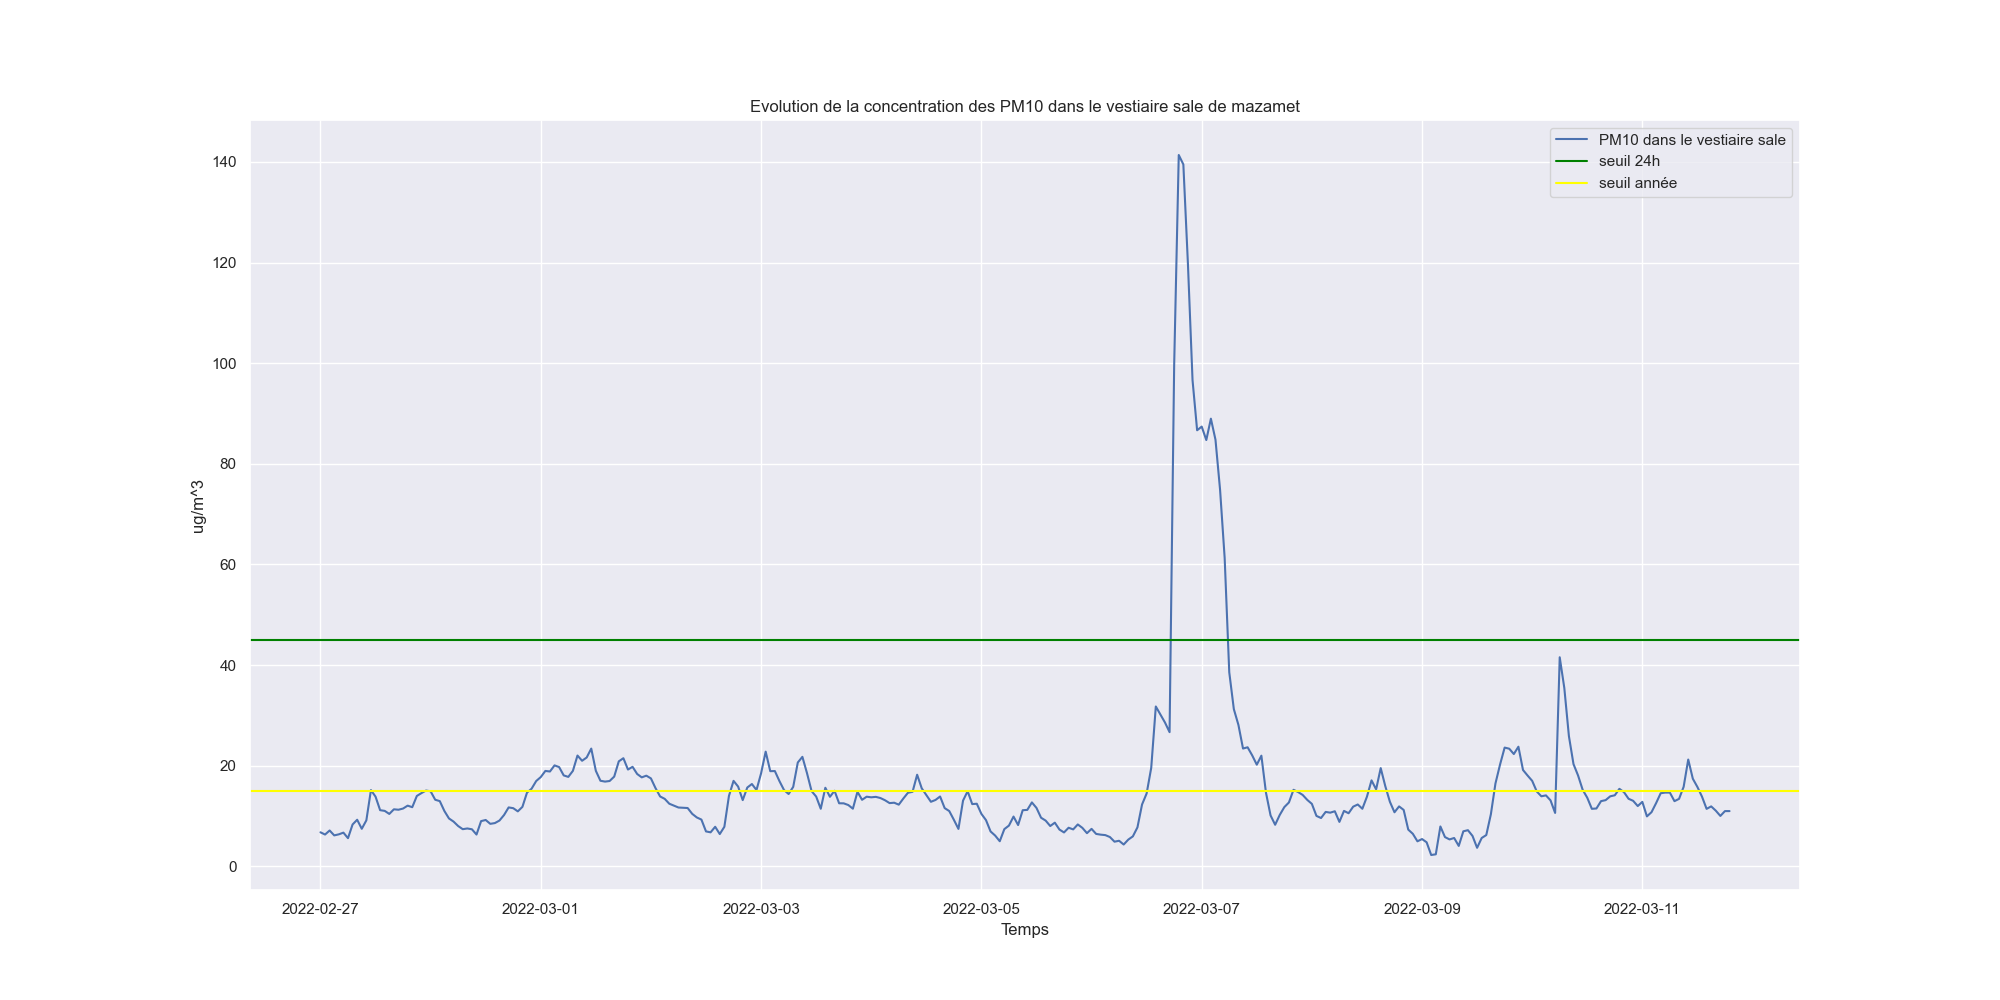 Evolution de la concentration des PM10 dans le vestiaire sale de mazamet
PM10 dans le vestiaire sale
seuil 24h
seuil année
140
120
100
80
60
40
20
0
ug/m^3
2022-02-27
2022-03-01
2022-03-03
2022-03-05
2022-03-07
2022-03-09
2022-03-11
Temps